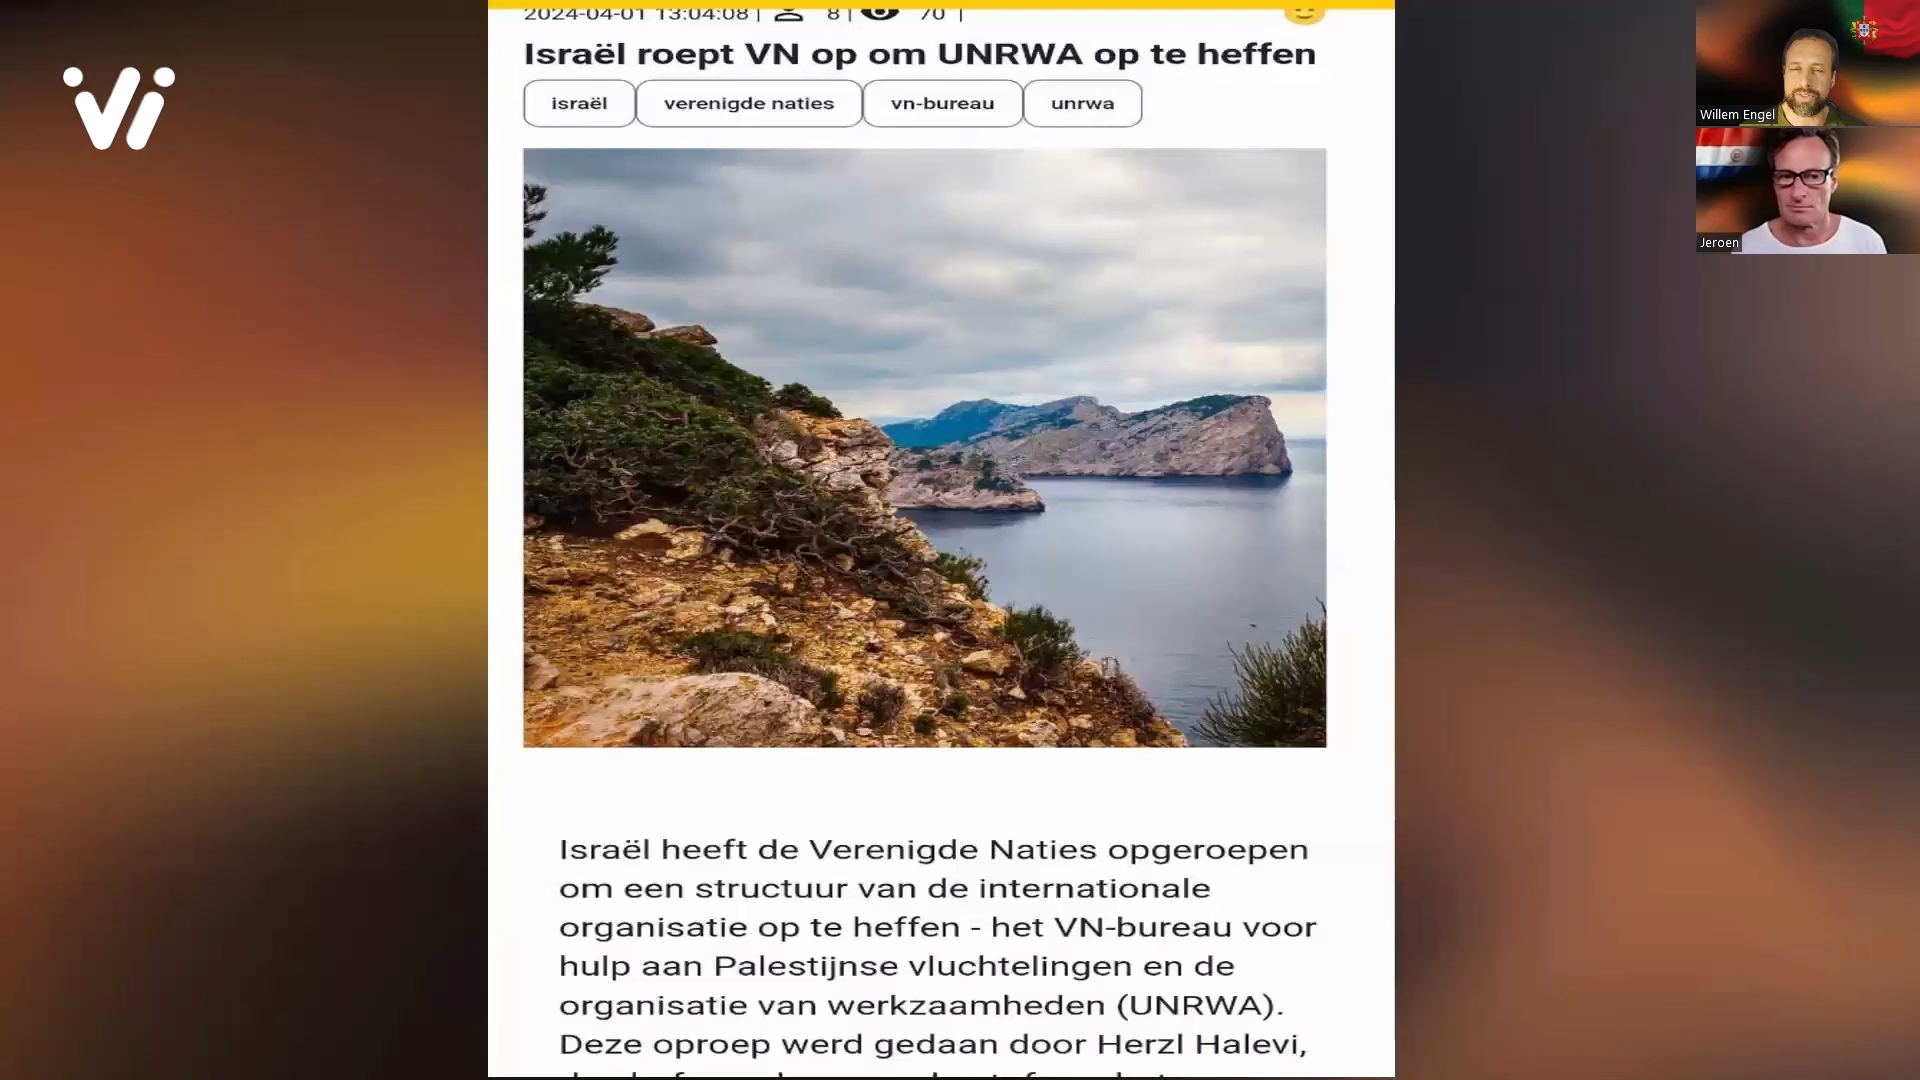 2024-04-01 13:04:08 | 8 | 70 |
Israël roept VN op om UNRWA op te heffen
israël
verenigde naties
vn-bureau
unrwa
Willem Engel
Jeroen
Israël heeft de Verenigde Naties opgeroepen
om een structuur van de internationale
organisatie op te heffen - het VN-bureau voor
hulp aan Palestijnse vluchtelingen en de
organisatie van werkzaamheden (UNRWA).
Deze oproep werd gedaan door Herzl Halevi,